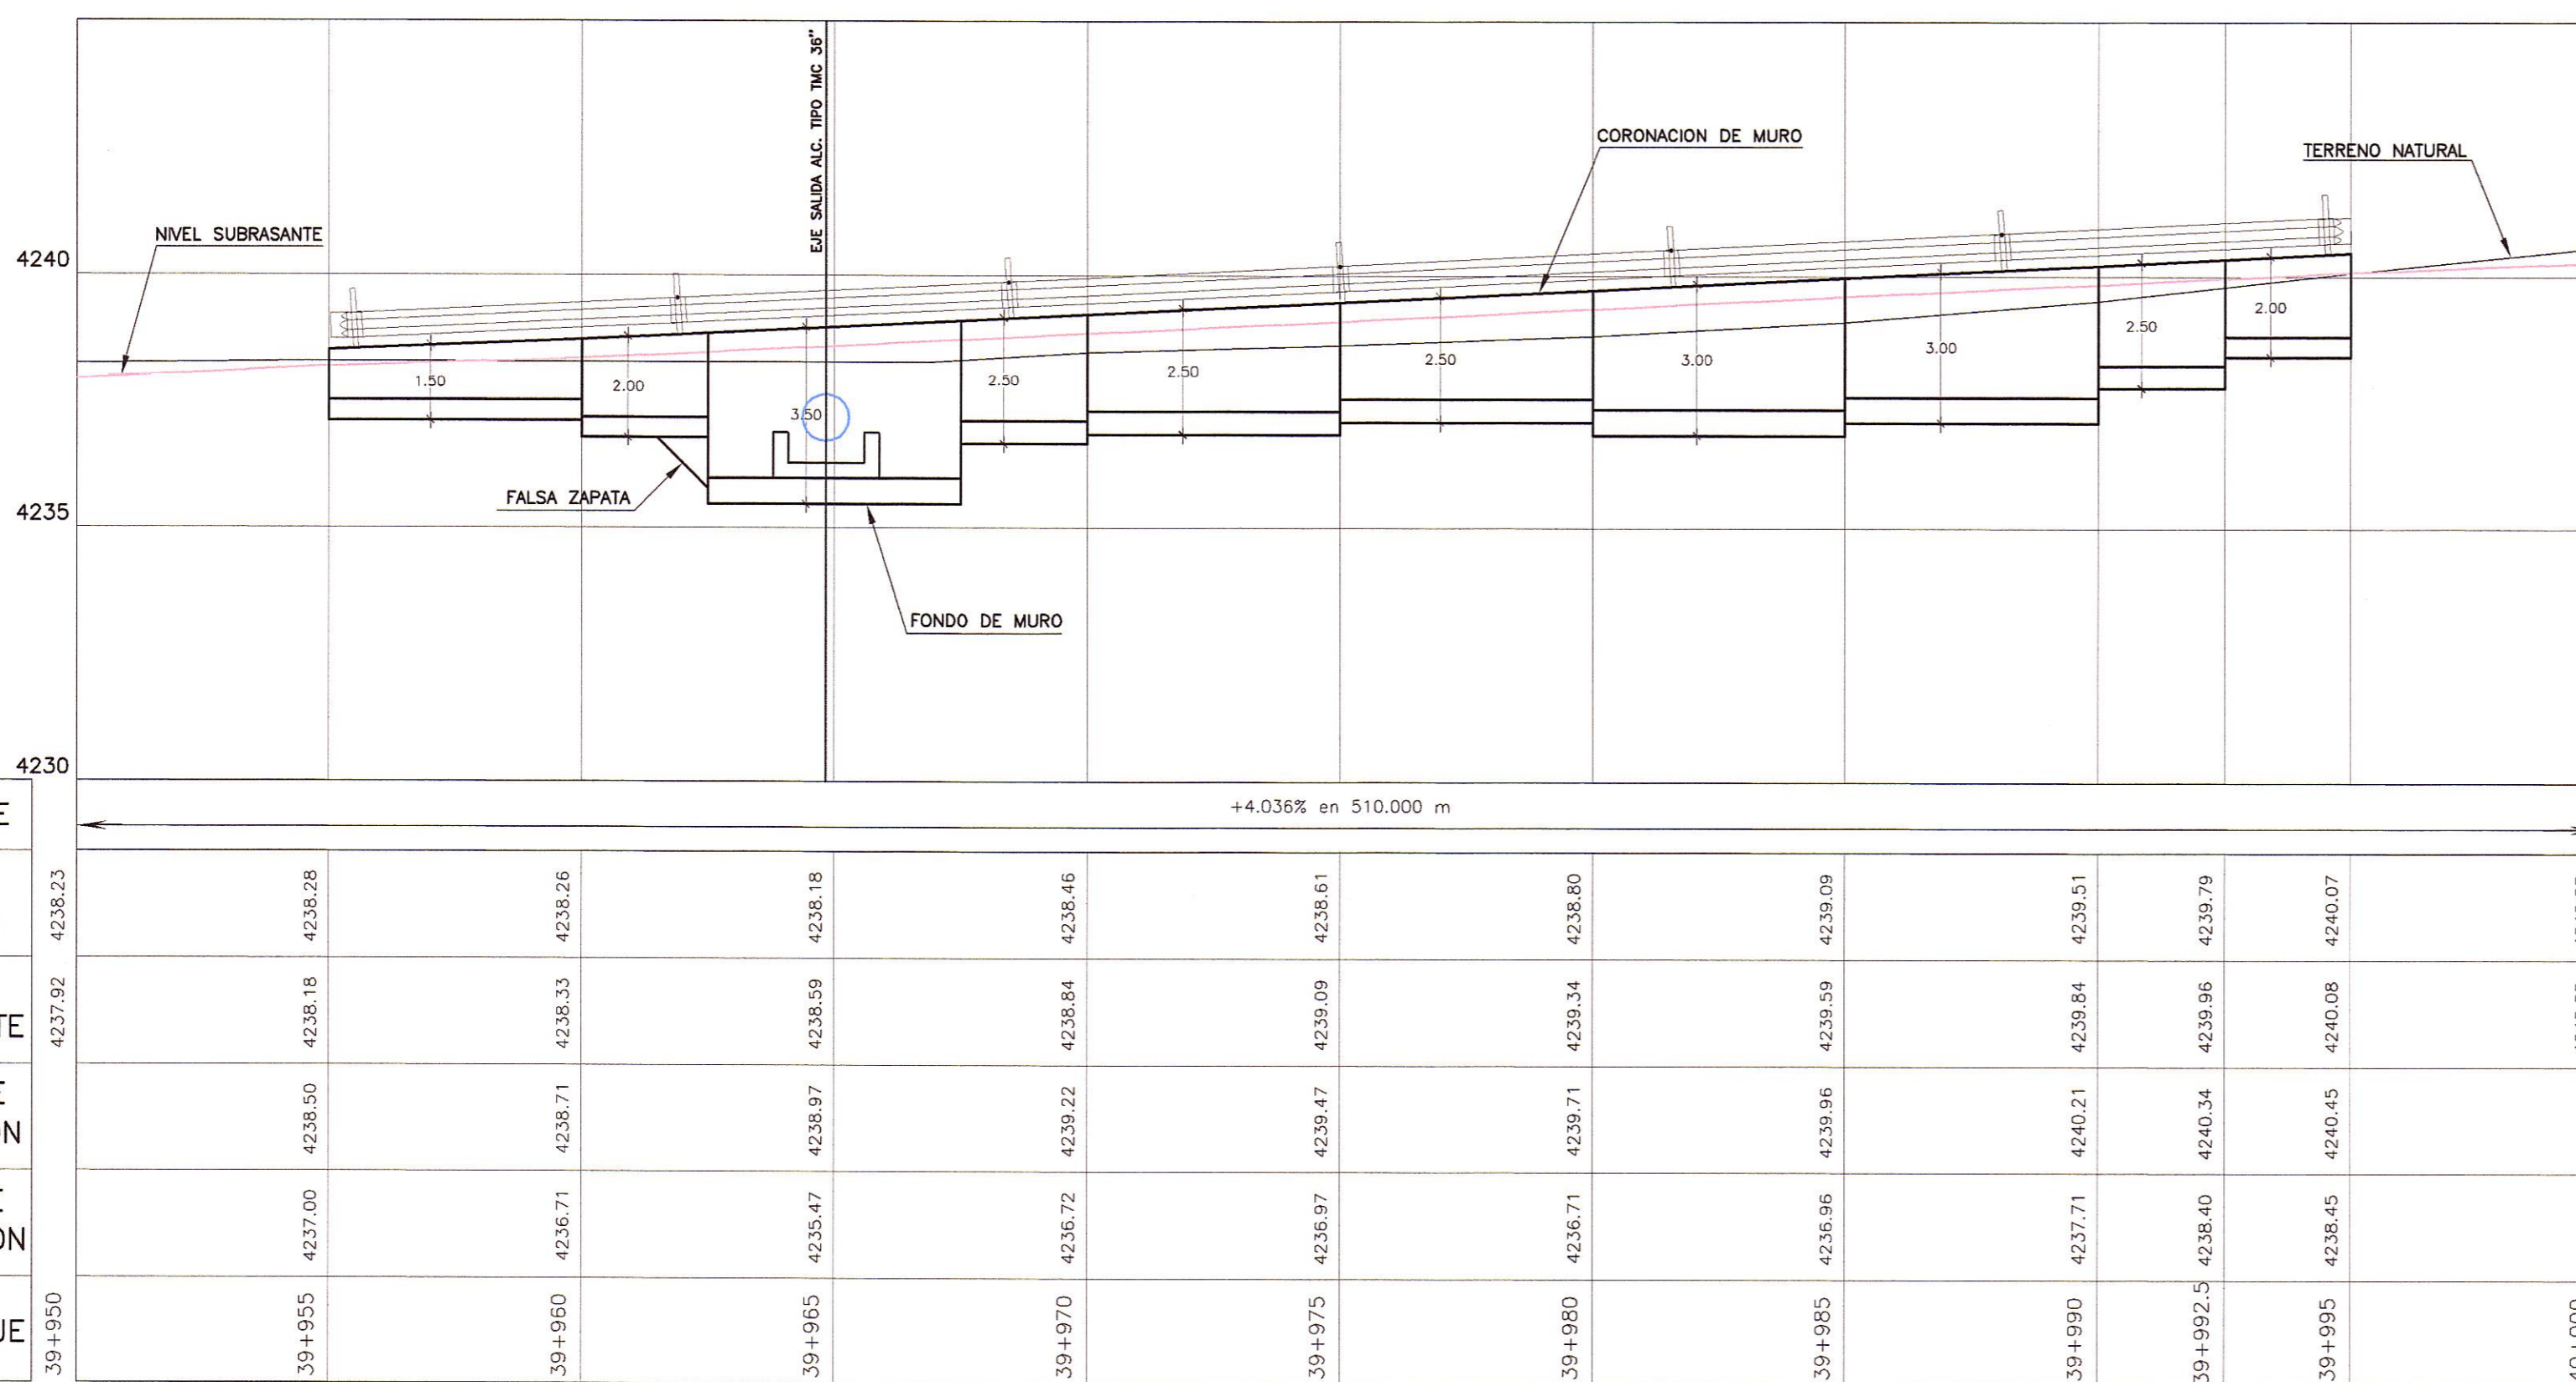 EJE SALIDA ALC. TIPO TMC 36"
CORONACION DE MURO
TERRENO NATURAL
NIVEL SUBRASANTE
4240
1.50
2.00
3.50
2.50
2.50
2.50
3.00
3.00
2.50
2.00
FALSA ZAPATA
4235
FONDO DE MURO
4230
+4.036% en 510.000 m
E
4238.23 4238.28 4238.26 4238.18 4238.46 4238.61 4238.80 4239.09 4239.51 4239.79 4240.07
TE
4237.92 4238.18 4238.33 4238.59 4238.84 4239.09 4239.34 4239.59 4239.84 4239.96 4240.08
ON
4238.50 4238.71 4238.97 4239.22 4239.47 4239.71 4239.96 4240.21 4240.34 4240.45
ON
4237.00 4236.71 4235.47 4236.72 4236.97 4236.71 4236.96 4237.71 4238.40 4238.45
JE
39+950 39+955 39+960 39+965 39+970 39+975 39+980 39+985 39+990 39+992.5 39+995